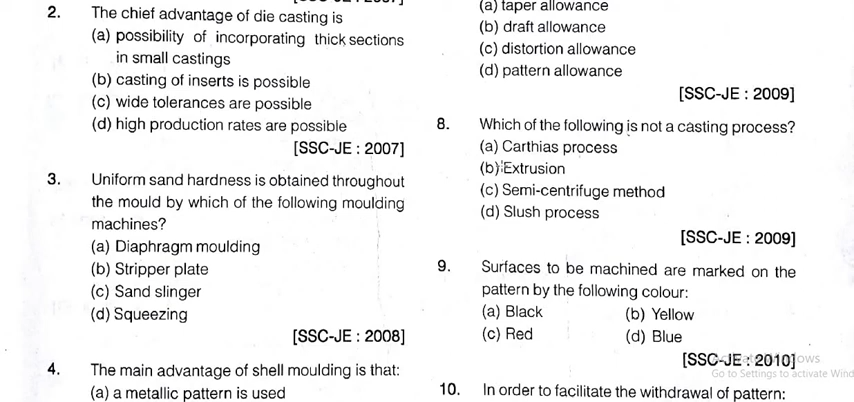 2. The chief advantage of die casting is
(a) possibility of incorporating thick sections
in small castings
(b) casting of inserts is possible
(c) wide tolerances are possible
(d) high production rates are possible
[SSC-JE : 2007]
3. Uniform sand hardness is obtained throughout
the mould by which of the following moulding
machines?
(a) Diaphragm moulding
(b) Stripper plate
(c) Sand slinger
(d) Squeezing
[SSC-JE : 2008]
4. The main advantage of shell moulding is that:
(a) a metallic pattern is used
(a) taper allowance
(b) draft allowance
(c) distortion allowance
(d) pattern allowance
[SSC-JE : 2009]
8. Which of the following is not a casting process?
(a) Carthias process
(b) Extrusion
(c) Semi-centrifuge method
(d) Slush process
[SSC-JE : 2009]
9. Surfaces to be machined are marked on the
pattern by the following colour:
(a) Black (b) Yellow
(c) Red (d) Blue
[SSC-JE : 2010]
Go to Settings to activate Wind
10. In order to facilitate the withdrawal of pattern: